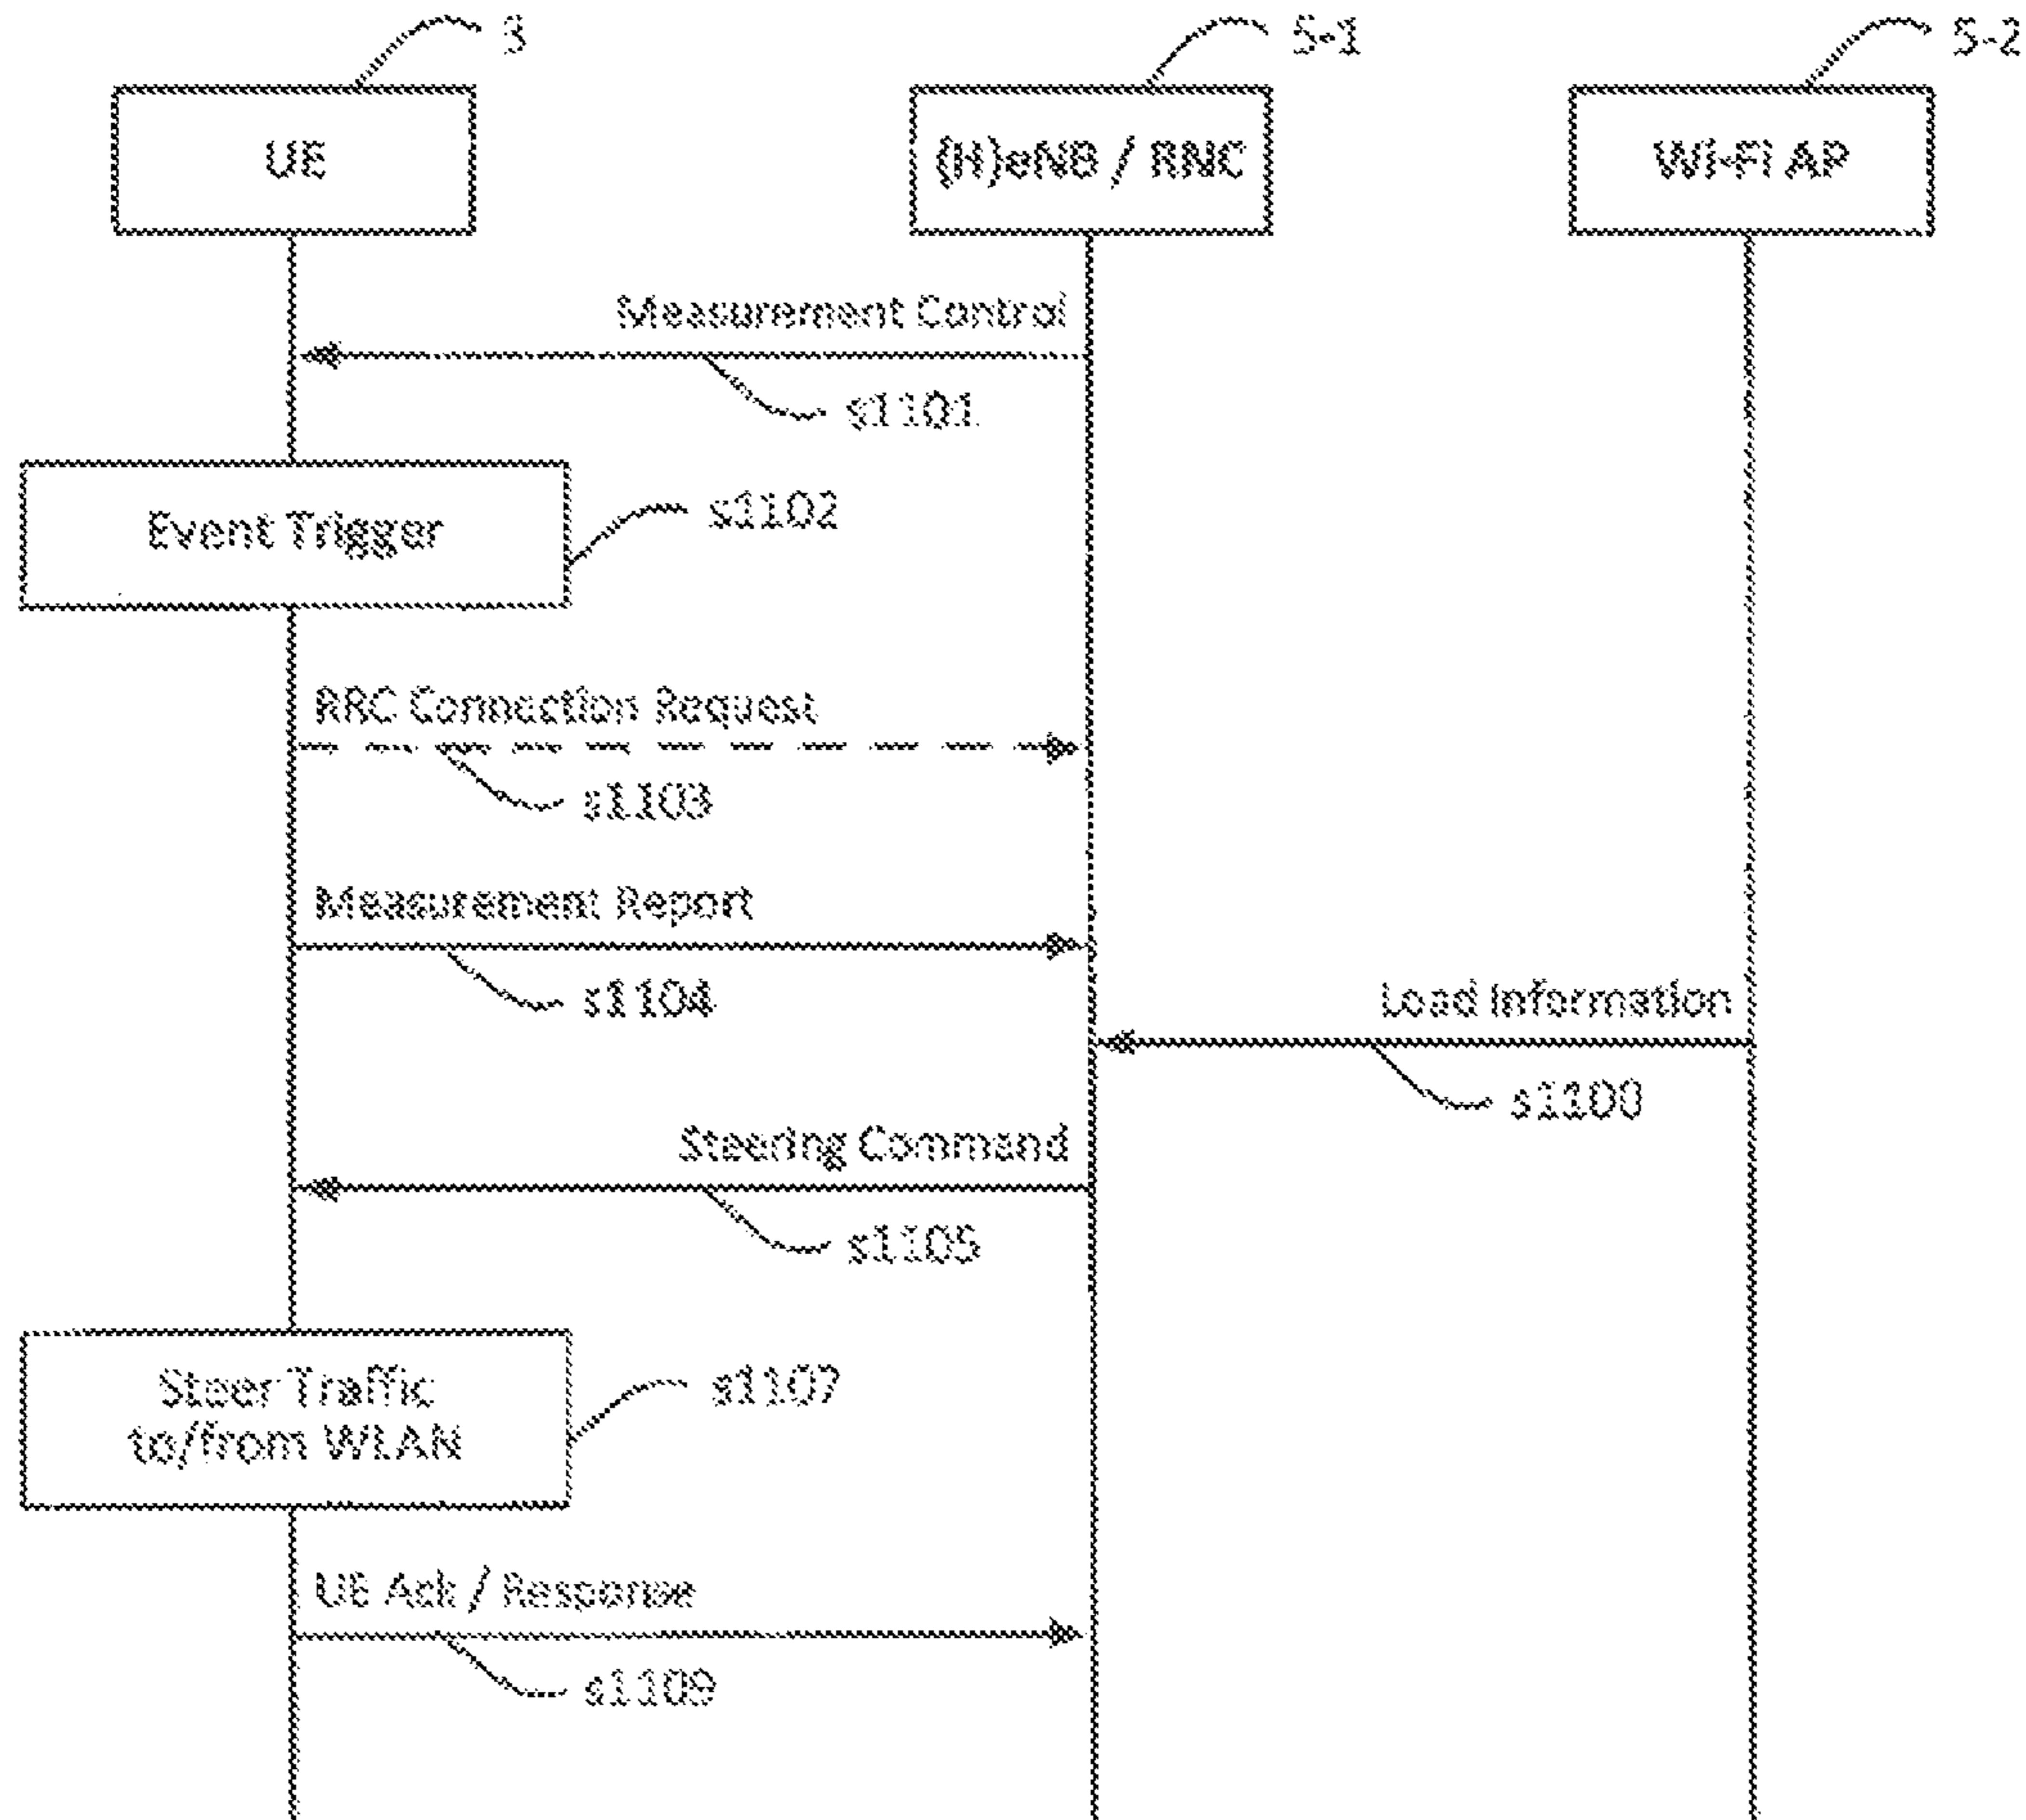 3
5-1
5-2
UE
(H)eNB / RNC
Wi-Fi AP
Measurement Control
s1101
Event Trigger
s1102
RRC Connection Request
s1103
Measurement Report
s1104
Load Information
s1100
Steering Command
s1105
Steer Traffic
to/from WLAN
s1107
UE Ack / Response
s1109